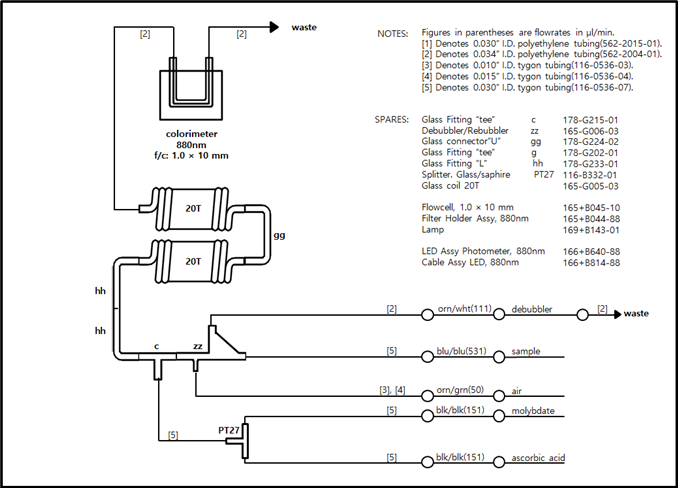 [2]
[2]
waste
colorimeter
880nm
f/c: 1.0 × 10 mm
20T
gg
20T
hh
hh
c
zz
[5]
PT27
[2] orn/wht(111) debubbler [2] waste
[5] blu/blu(531) sample
[3], [4] orn/grn(50) air
[5] blk/blk(151) molybdate
[5] blk/blk(151) ascorbic acid
NOTES: Figures in parentheses are flowrates in μl/min.
[1] Denotes 0.030" I.D. polyethylene tubing(562-2015-01).
[2] Denotes 0.034" I.D. polyethylene tubing(562-2004-01).
[3] Denotes 0.010" I.D. tygon tubing(116-0536-03).
[4] Denotes 0.015" I.D. tygon tubing(116-0536-04).
[5] Denotes 0.030" I.D. tygon tubing(116-0536-07).
SPARES: Glass Fitting "tee" c 178-G215-01
Debubbler/Rebubbler zz 165-G006-03
Glass connector"U" gg 178-G224-02
Glass Fitting "tee" g 178-G202-01
Glass Fitting "L" hh 178-G233-01
Splitter. Glass/saphire PT27 116-B332-01
Glass coil 20T 165-G005-03
Flowcell, 1.0 × 10 mm 165+B045-10
Filter Holder Assy, 880nm 165+B044-88
Lamp 169+B143-01
LED Assy Photometer, 880nm 166+B640-88
Cable Assy LED, 880nm 166+B814-88